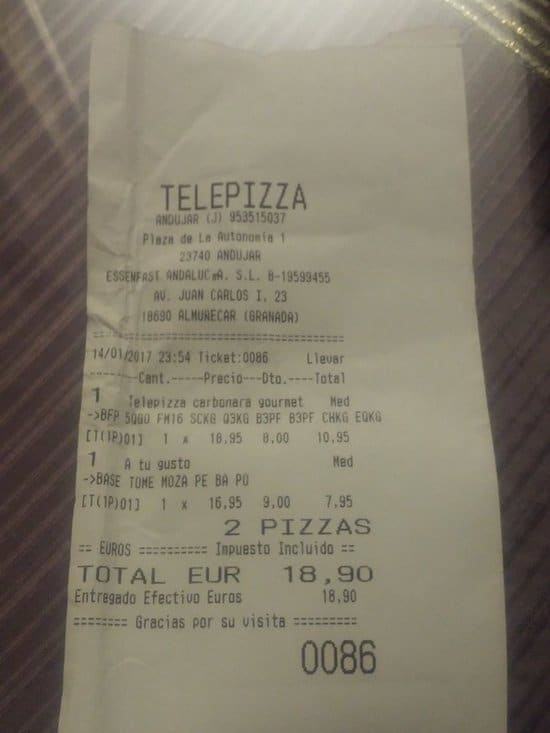 TELEPIZZA
ANDUJAR (J) 953515037
Plaza de La Autonomia 1
23740 ANDUJAR
ESSENFAST ANDALUC A. S.L. B-19599455
AV. JUAN CARLOS I, 23
18690 ALMUÑECAR (GRANADA)
==================================
14/01/2017 23:54 Ticket:0086 Llevar
------Cant.-----Precio--Dto.----Total
1 Telepizza carbonara gourmet Med
->BFP 5QQO FM16 SCKG Q3KG B3PF B3PF CHKG EQKG
[T(1P)01] 1 x 18,95 8,00 10,95
1 A tu gusto Med
->BASE TOME MOZA PE BA PO
[T(1P)01] 1 x 16,95 9,00 7,95
2 PIZZAS
== EUROS ========== Impuesto Incluido ==
TOTAL EUR 18,90
Entregado Efectivo Euros 18,90
======== Gracias por su visita =========
0086